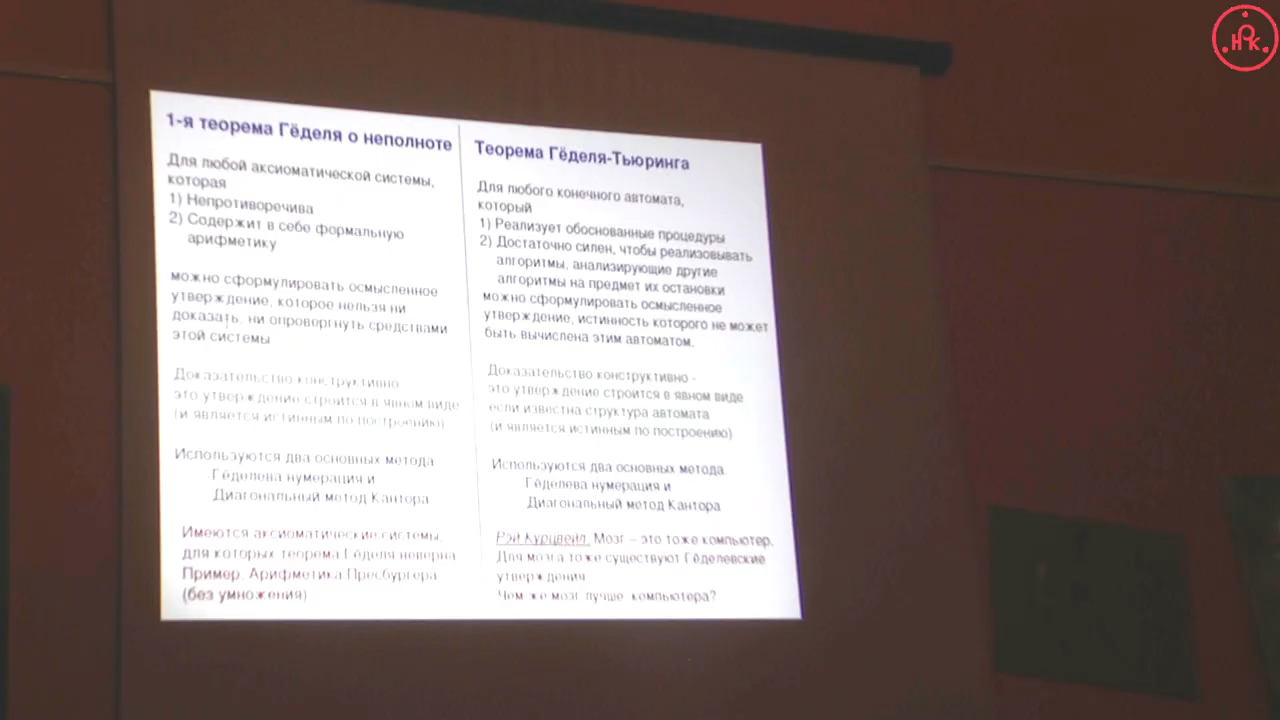 1-я теорема Гёделя о неполноте
Для любой аксиоматической системы,
которая
1) Непротиворечива
2) Содержит в себе формальную
арифметику
можно сформулировать осмысленное
утверждение, которое нельзя ни
доказать, ни опровергнуть средствами
этой системы
Доказательство конструктивно
это утверждение строится в явном виде
(и является истинным по построению)
Используются два основных метода
Гёделева нумерация и
Диагональный метод Кантора
Имеются аксиоматические системы,
для которых теорема Гёделя неверна
Пример. Арифметика Пресбургера
(без умножения)
Теорема Гёделя-Тьюринга
Для любого конечного автомата,
который
1) Реализует обоснованные процедуры
2) Достаточно силен, чтобы реализовывать
алгоритмы, анализирующие другие
алгоритмы на предмет их остановки
можно сформулировать осмысленное
утверждение, истинность которого не может
быть вычислена этим автоматом.
Доказательство конструктивно -
это утверждение строится в явном виде
если известна структура автомата
(и является истинным по построению)
Используются два основных метода
Гёделева нумерация и
Диагональный метод Кантора
Рэй Курцвейл. Мозг – это тоже компьютер.
Для мозга тоже существуют Гёделевские
утверждения
Чем же мозг лучше компьютера?
НРК